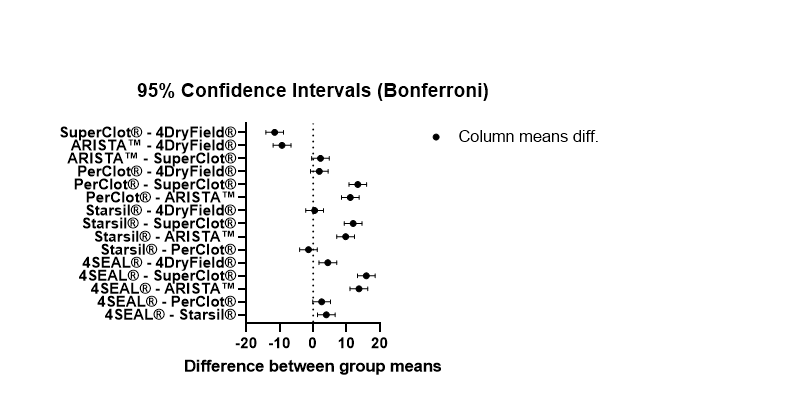 95% Confidence Intervals (Bonferroni)
SuperClot® - 4DryField®
ARISTA™ - 4DryField®
ARISTA™ - SuperClot®
PerClot® - 4DryField®
PerClot® - SuperClot®
PerClot® - ARISTA™
Starsil® - 4DryField®
Starsil® - SuperClot®
Starsil® - ARISTA™
Starsil® - PerClot®
4SEAL® - 4DryField®
4SEAL® - SuperClot®
4SEAL® - ARISTA™
4SEAL® - PerClot®
4SEAL® - Starsil®
Column means diff.
-20 -10 0 10 20
Difference between group means